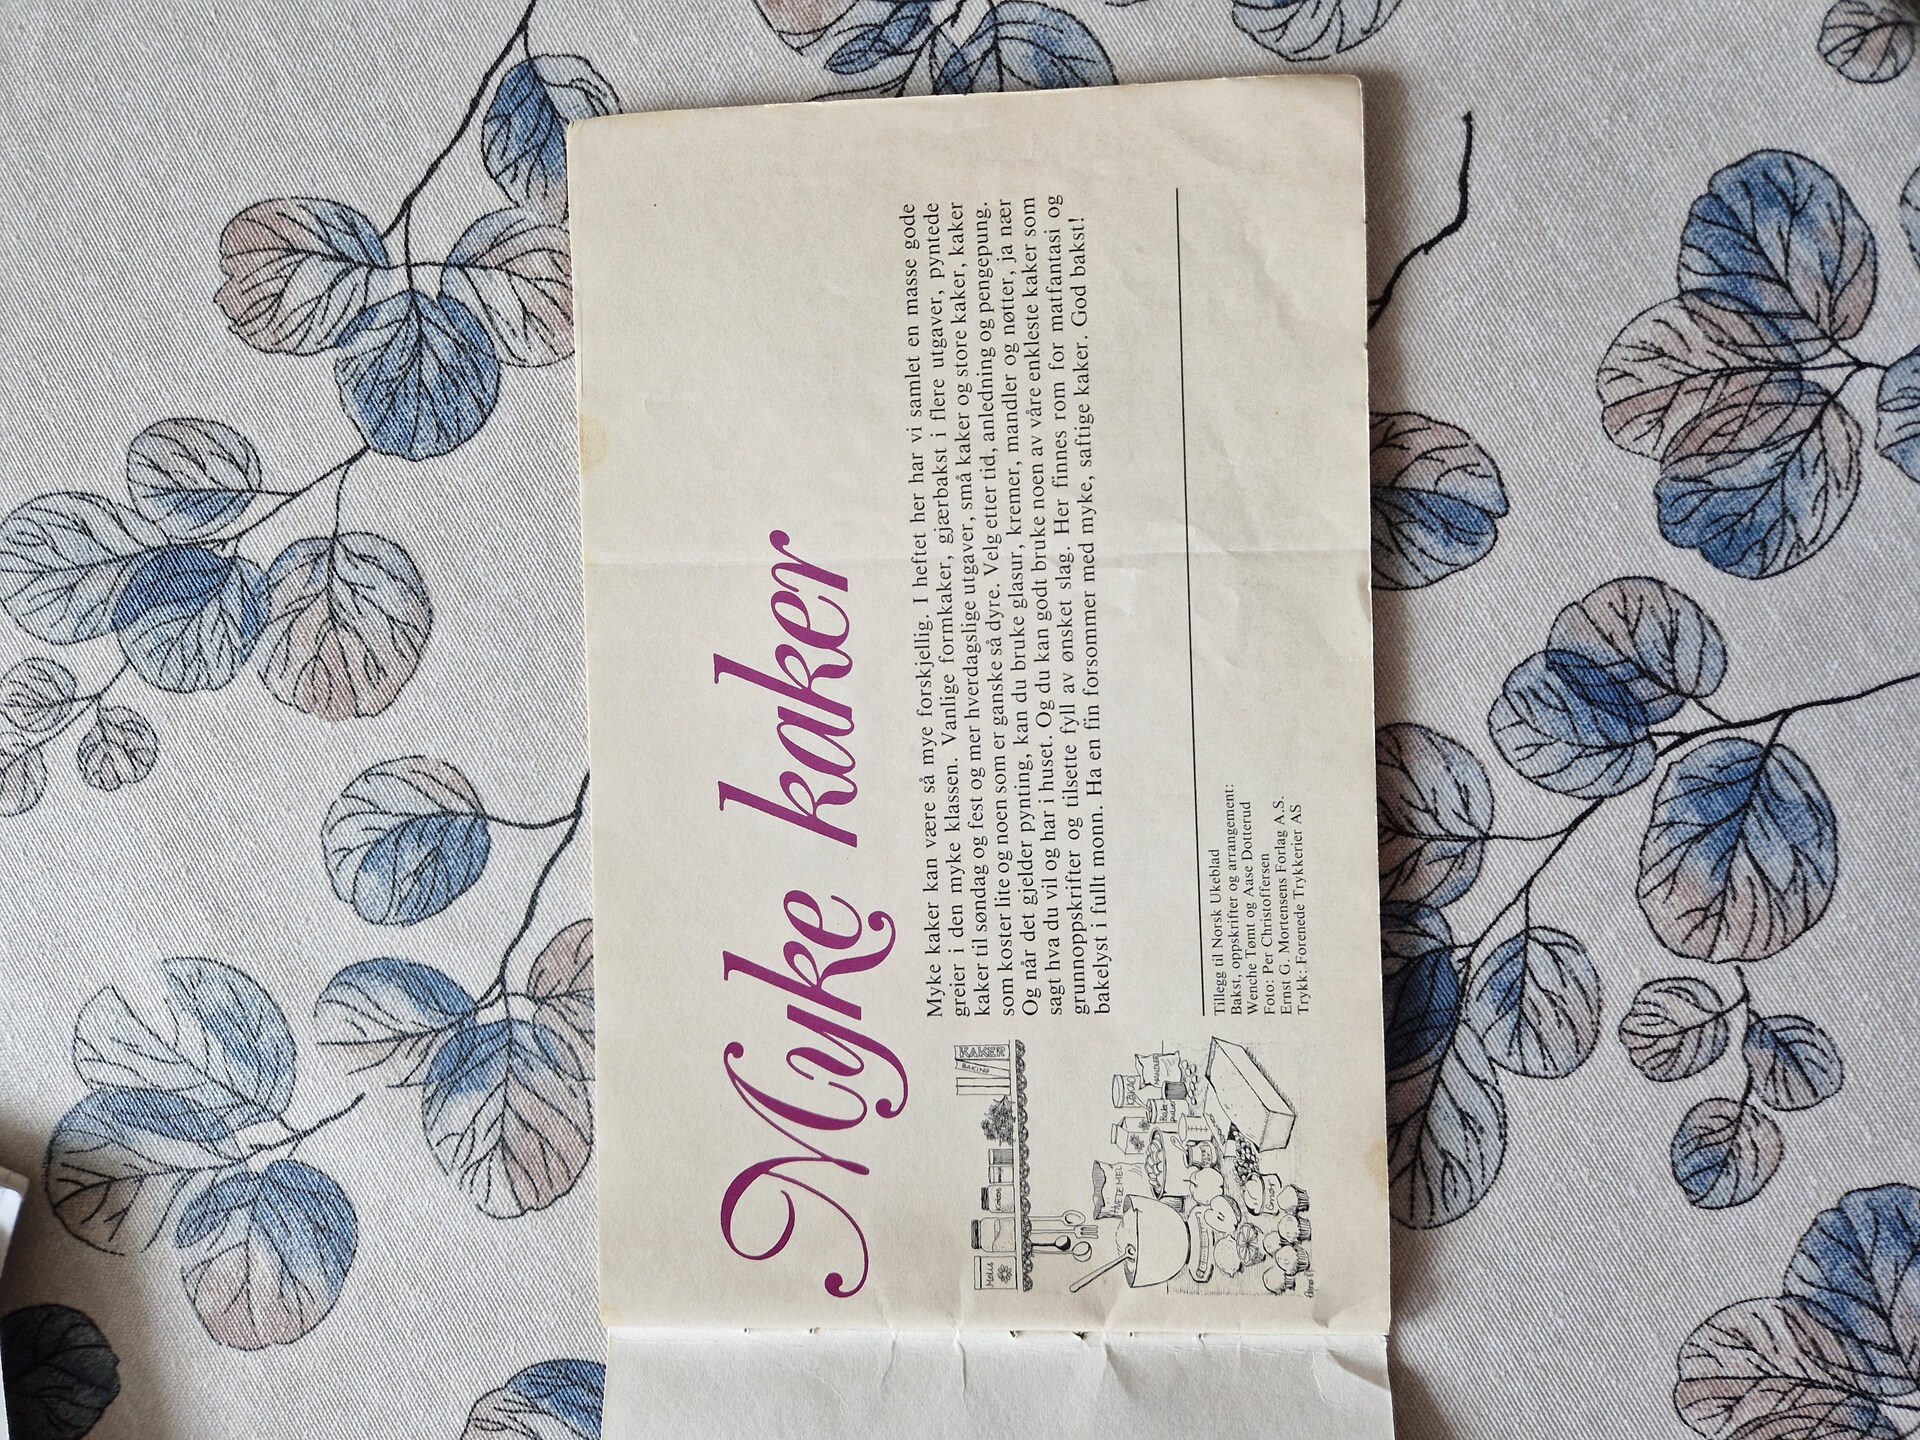 Myke kaker
Myke kaker kan være så mye forskjellig. I heftet her har vi samlet en masse gode
greier i den myke klassen. Vanlige formkaker, gjærbakst i flere utgaver, pyntede
kaker til søndag og fest og mer hverdagslige utgaver, små kaker og store kaker, kaker
som koster lite og noen som er ganske så dyre. Velg etter tid, anledning og pengepung.
Og når det gjelder pynting, kan du bruke glasur, kremer, mandler og nøtter, ja nær
sagt hva du vil og har i huset. Og du kan godt bruke noen av våre enkleste kaker som
grunnoppskrifter og tilsette fyll av ønsket slag. Her finnes rom for matfantasi og
bakelyst i fullt monn. Ha en fin forsommer med myke, saftige kaker. God bakst!
Melis
BAKING
KAKER
HVETEMEL
KAKAO
Bakepulver
MANDLER
Smør
Tillegg til Norsk Ukeblad
Bakst, oppskrifter og arrangement:
Wenche Tømt og Aase Dotterud
Foto: Per Christoffersen
Ernst G. Mortensens Forlag A.S.
Trykk: Forenede Trykkerier AS